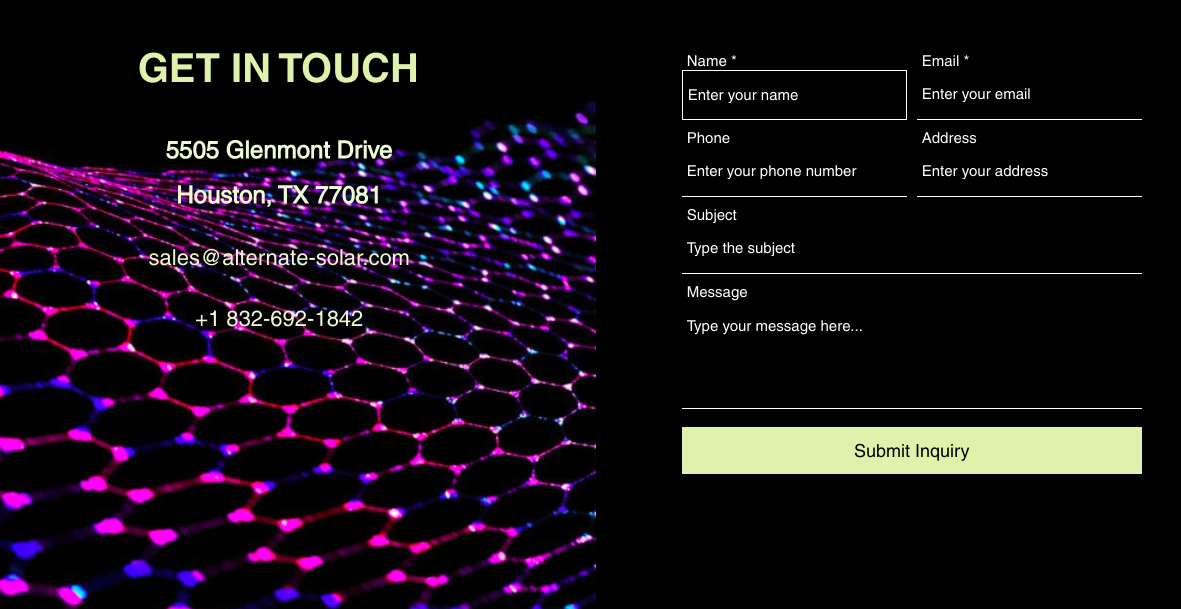 GET IN TOUCH
5505 Glenmont Drive
Houston, TX 77081
sales@alternate-solar.com
+1 832-692-1842
Name *
Email *
Enter your name
Enter your email
Phone
Address
Enter your phone number
Enter your address
Subject
Type the subject
Message
Type your message here...
Submit Inquiry